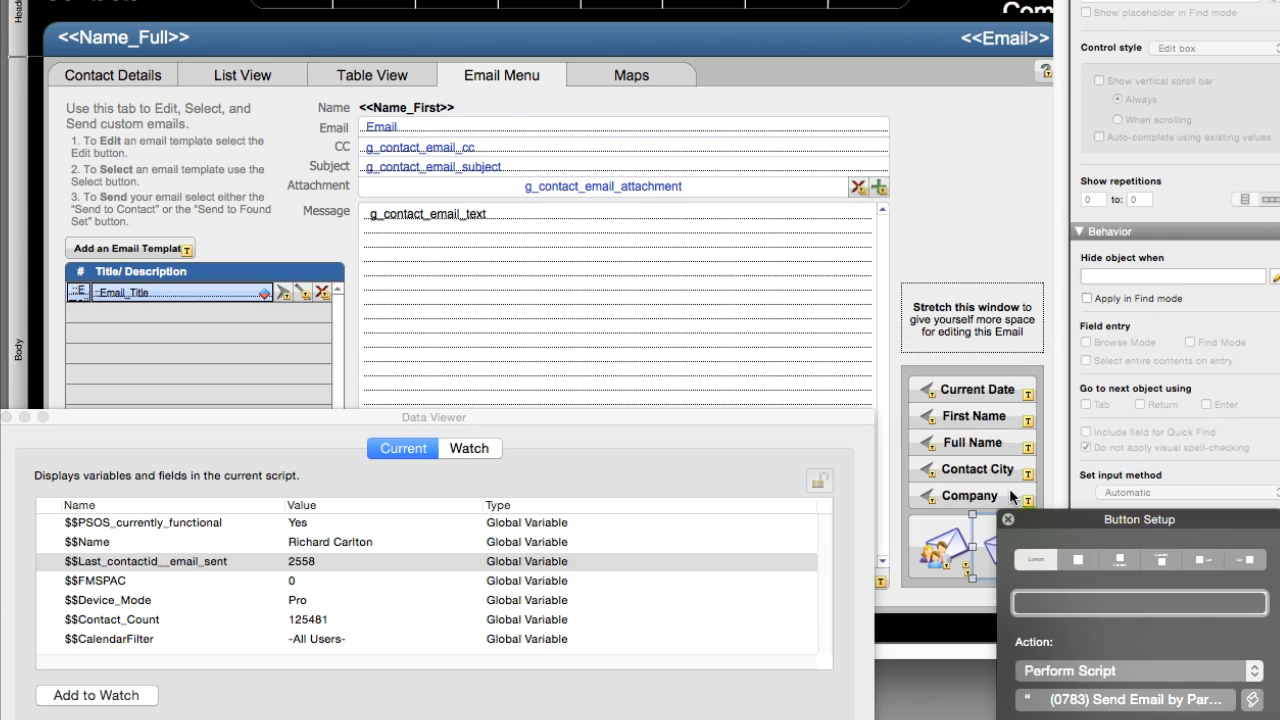 <<Name_Full>>
<<Email>>
Contact Details
List View
Table View
Email Menu
Maps
Use this tab to Edit, Select, and
Send custom emails.
1. To Edit an email template select the
Edit button.
2. To Select an email template use the
Select button.
3. To Send your email select either the
"Send to Contact" or the "Send to Found
Set" button.
Add an Email Templat
# Title/ Description
::E ::Email_Title
Name <<Name_First>>
Email Email
CC g_contact_email_cc
Subject g_contact_email_subject
Attachment g_contact_email_attachment
Message g_contact_email_text
Body
Stretch this window to
give yourself more space
for editing this Email
Current Date
First Name
Full Name
Contact City
Company
Show placeholder in Find mode
Control style Edit box
Show vertical scroll bar
Always
When scrolling
Auto-complete using existing values
Show repetitions
0 to: 0
Behavior
Hide object when
Apply in Find mode
Field entry
Browse Mode Find Mode
Select entire contents on entry
Go to next object using
Tab Return Enter
Include field for Quick Find
Do not apply visual spell-checking
Set input method
Automatic
Data Viewer
Current Watch
Displays variables and fields in the current script.
Name Value Type
$$PSOS_currently_functional Yes Global Variable
$$Name Richard Carlton Global Variable
$$Last_contactid__email_sent 2558 Global Variable
$$FMSPAC 0 Global Variable
$$Device_Mode Pro Global Variable
$$Contact_Count 125481 Global Variable
$$CalendarFilter -All Users- Global Variable
Add to Watch
Button Setup
Action:
Perform Script
“ (0783) Send Email by Par...